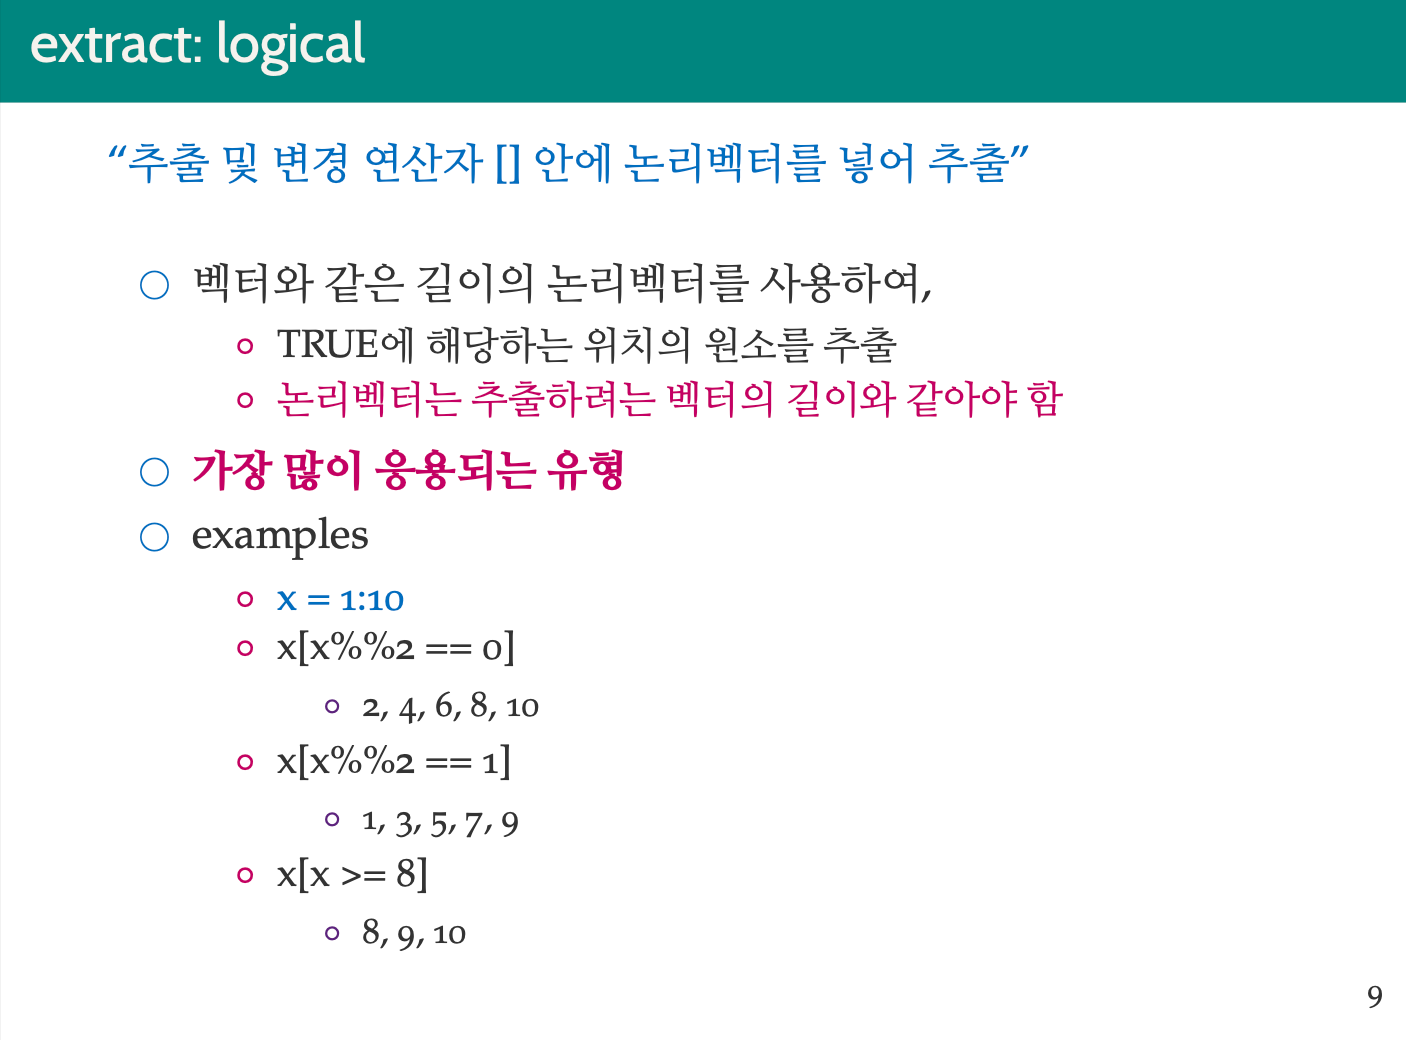 extract: logical
“추출 및 변경 연산자 [] 안에 논리벡터를 넣어 추출”
벡터와 같은 길이의 논리벡터를 사용하여,
TRUE에 해당하는 위치의 원소를 추출
논리벡터는 추출하려는 벡터의 길이와 같아야 함
가장 많이 응용되는 유형
examples
x = 1:10
x[x%%2 == 0]
2, 4, 6, 8, 10
x[x%%2 == 1]
1, 3, 5, 7, 9
x[x >= 8]
8, 9, 10
9